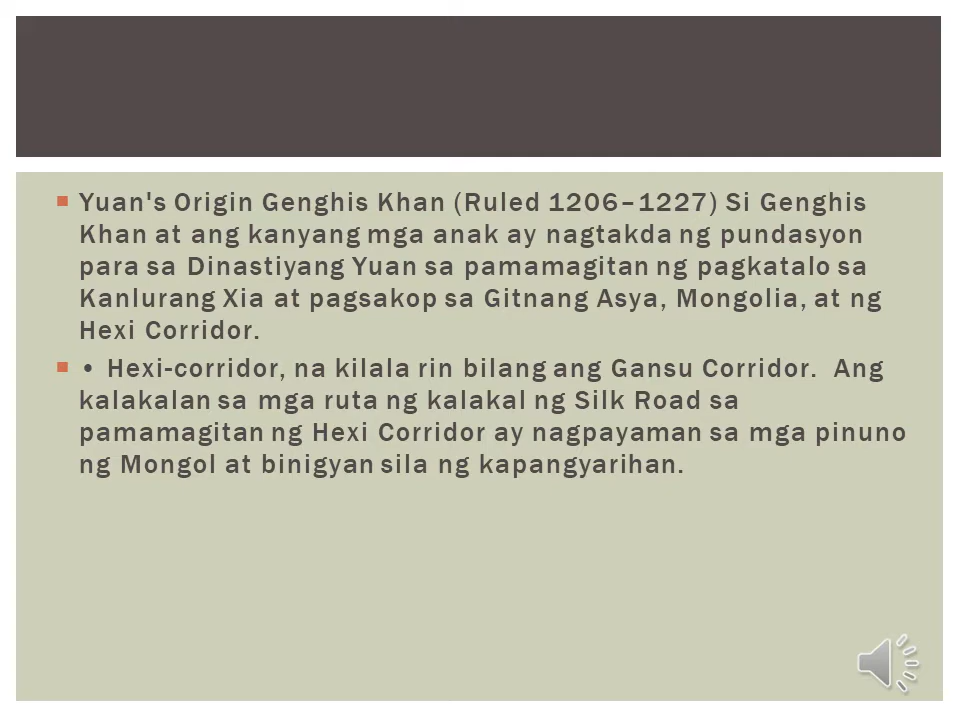 Yuan's Origin Genghis Khan (Ruled 1206–1227) Si Genghis
Khan at ang kanyang mga anak ay nagtakda ng pundasyon
para sa Dinastiyang Yuan sa pamamagitan ng pagkatalo sa
Kanlurang Xia at pagsakop sa Gitnang Asya, Mongolia, at ng
Hexi Corridor.
• Hexi-corridor, na kilala rin bilang ang Gansu Corridor.  Ang
kalakalan sa mga ruta ng kalakal ng Silk Road sa
pamamagitan ng Hexi Corridor ay nagpayaman sa mga pinuno
ng Mongol at binigyan sila ng kapangyarihan.